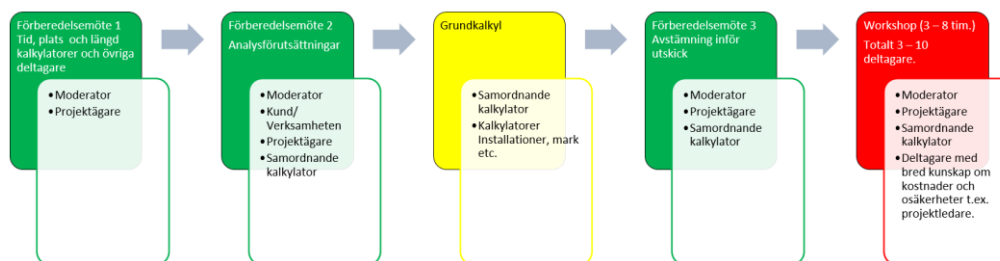 Förberedelsemöte 1
Tid, plats och längd
kalkylatorer och övriga
deltagare
• Moderator
• Projektägare
Förberedelsemöte 2
Analysförutsättningar
• Moderator
• Kund/
Verksamheten
• Projektägare
• Samordnande
kalkylator
Grundkalkyl
• Samordnande
kalkylator
• Kalkylatorer
Installationer, mark
etc.
Förberedelsemöte 3
Avstämning inför
utskick
• Moderator
• Projektägare
• Samordnande
kalkylator
Workshop (3 – 8 tim.)
Totalt 3 – 10
deltagare.
• Moderator
• Projektägare
• Samordnande
kalkylator
• Deltagare med
bred kunskap om
kostnader och
osäkerheter t.ex.
projektledare.